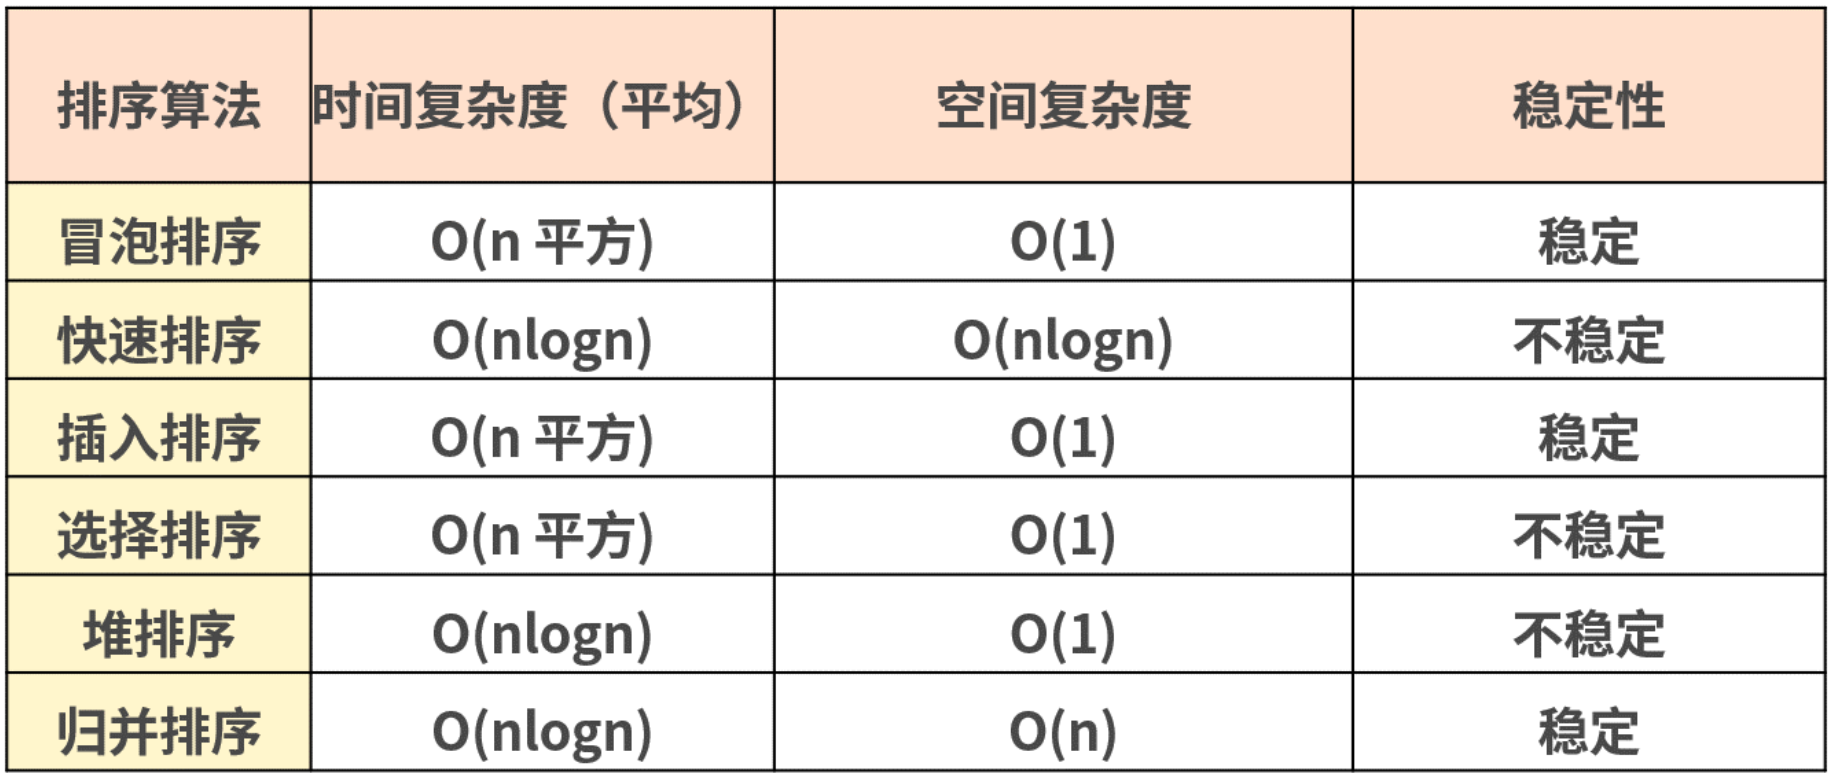 排序算法 时间复杂度（平均） 空间复杂度 稳定性
冒泡排序 O(n 平方) O(1) 稳定
快速排序 O(nlogn) O(nlogn) 不稳定
插入排序 O(n 平方) O(1) 稳定
选择排序 O(n 平方) O(1) 不稳定
堆排序 O(nlogn) O(1) 不稳定
归并排序 O(nlogn) O(n) 稳定